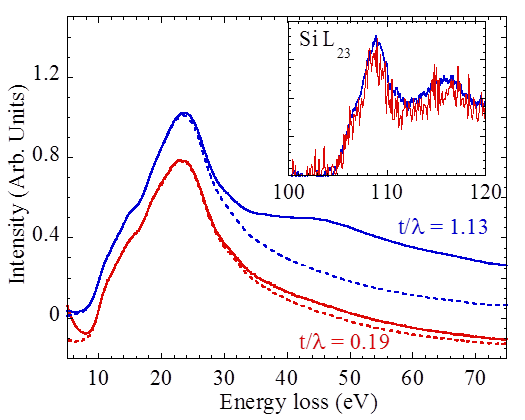 Si L23
100 110 120
1.2
0.8
0.4
0
Intensity (Arb. Units)
t/λ = 1.13
t/λ = 0.19
10 20 30 40 50 60 70
Energy loss (eV)